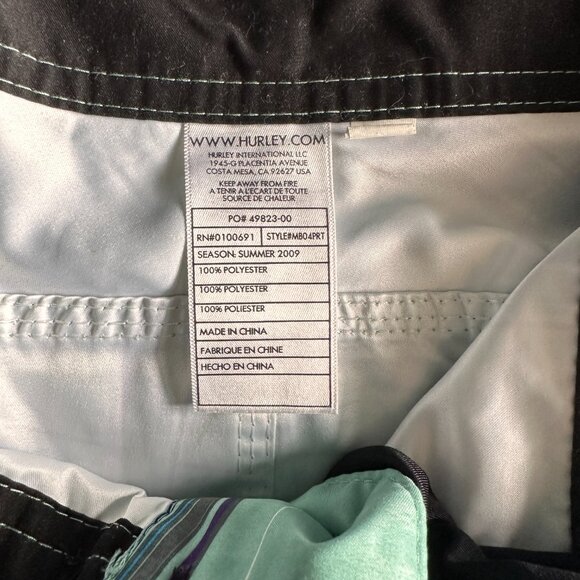 WWW.HURLEY.COM
HURLEY INTERNATIONAL LLC
1945-G PLACENTIA AVENUE
COSTA MESA, CA 92627 USA
KEEP AWAY FROM FIRE
A TENIR A L'ECART DE TOUTE
SOURCE DE CHALEUR
PO# 49823-00
RN#0100691 STYLE#MB04PRT
SEASON: SUMMER 2009
100% POLYESTER
100% POLYESTER
100% POLIESTER
MADE IN CHINA
FABRIQUE EN CHINE
HECHO EN CHINA